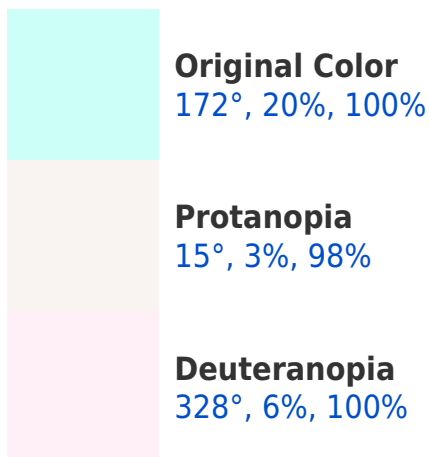 Original Color
172°, 20%, 100%
Protanopia
15°, 3%, 98%
Deuteranopia
328°, 6%, 100%